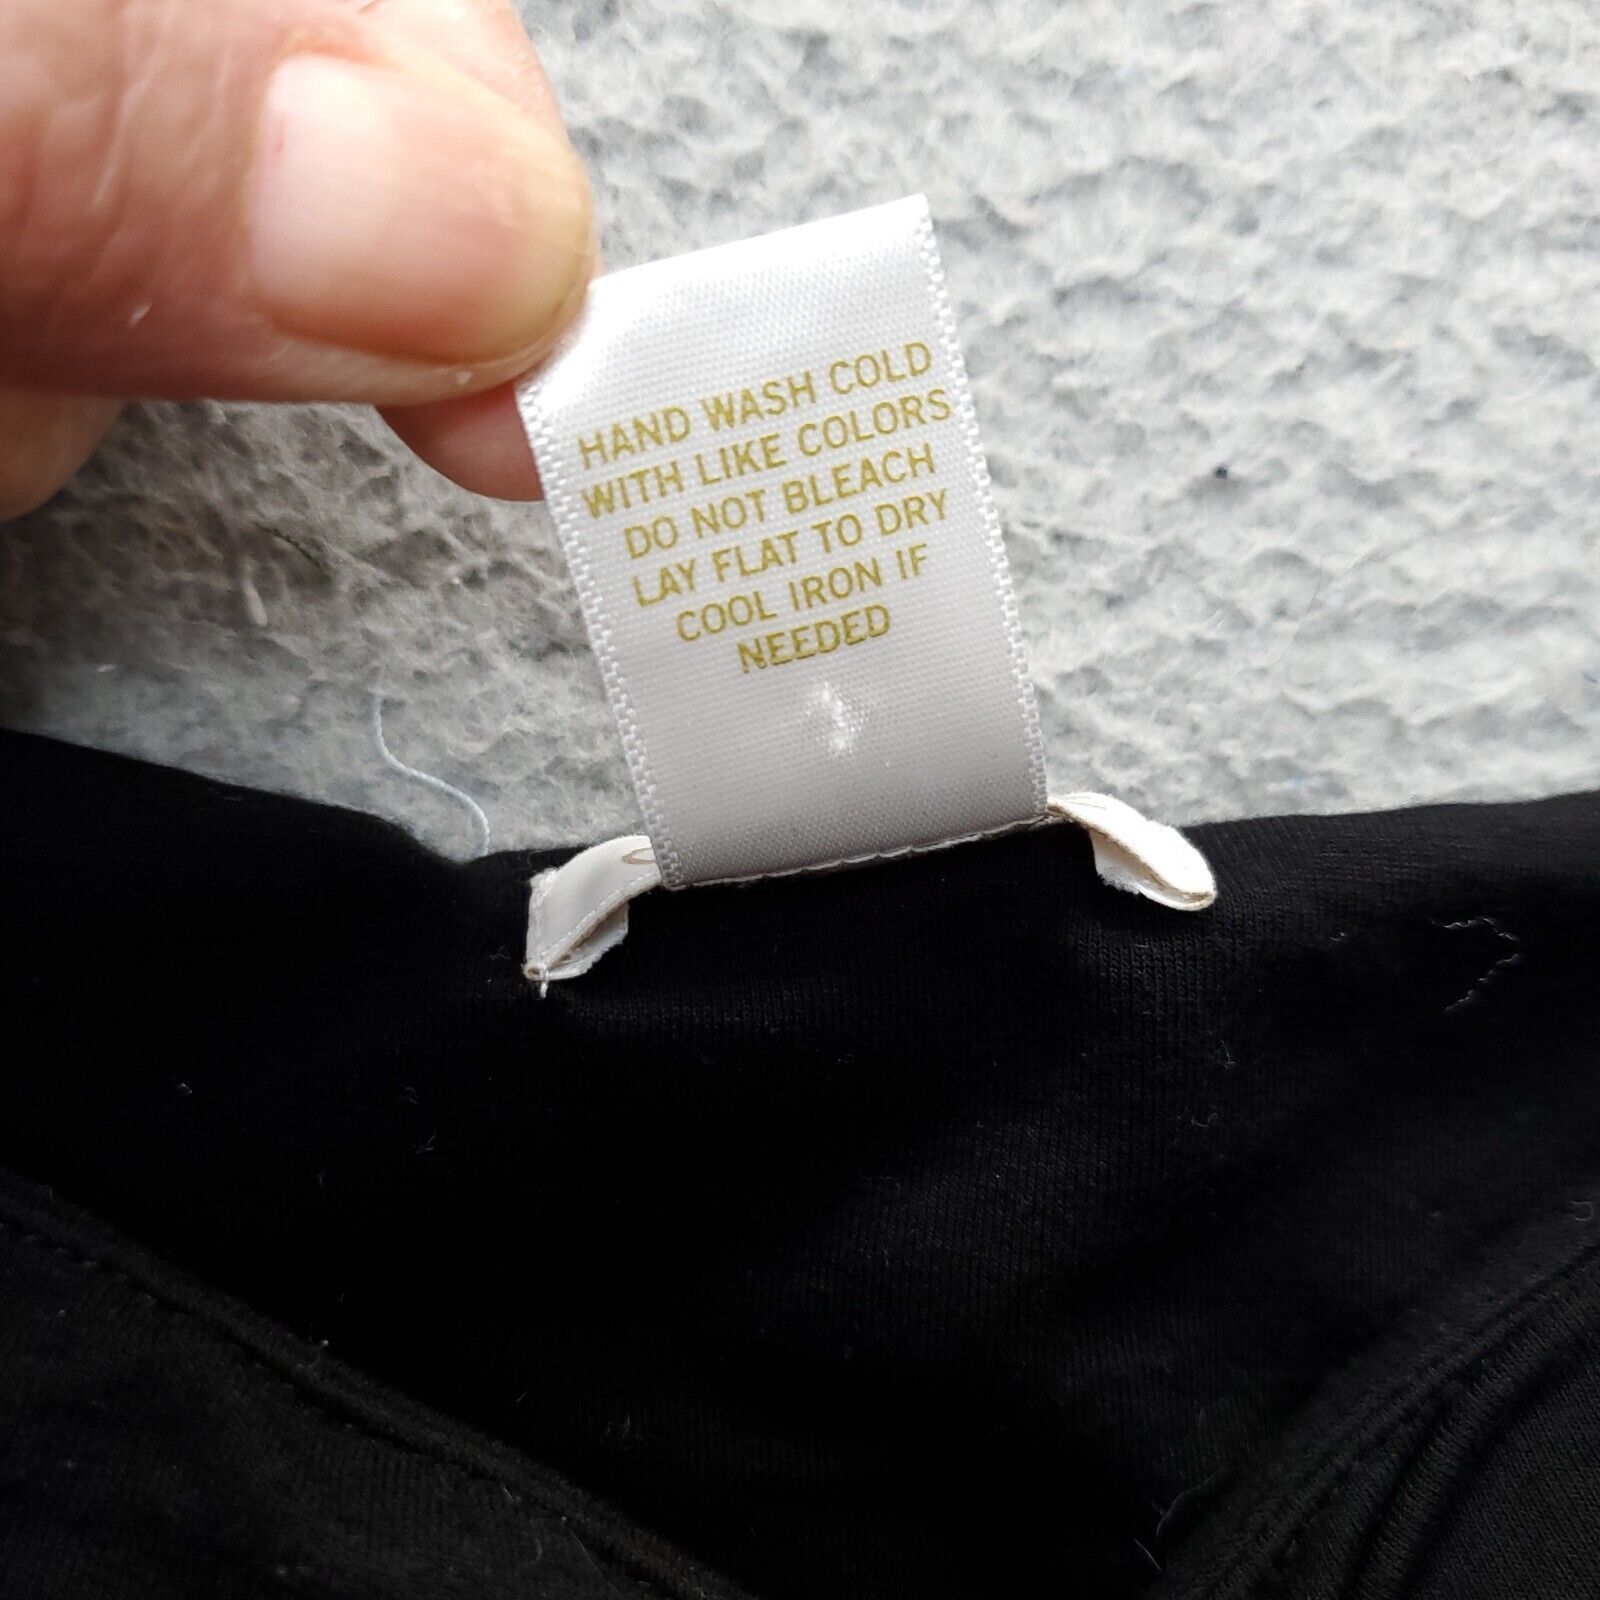 HAND WASH COLD
WITH LIKE COLORS
DO NOT BLEACH
LAY FLAT TO DRY
COOL IRON IF
NEEDED